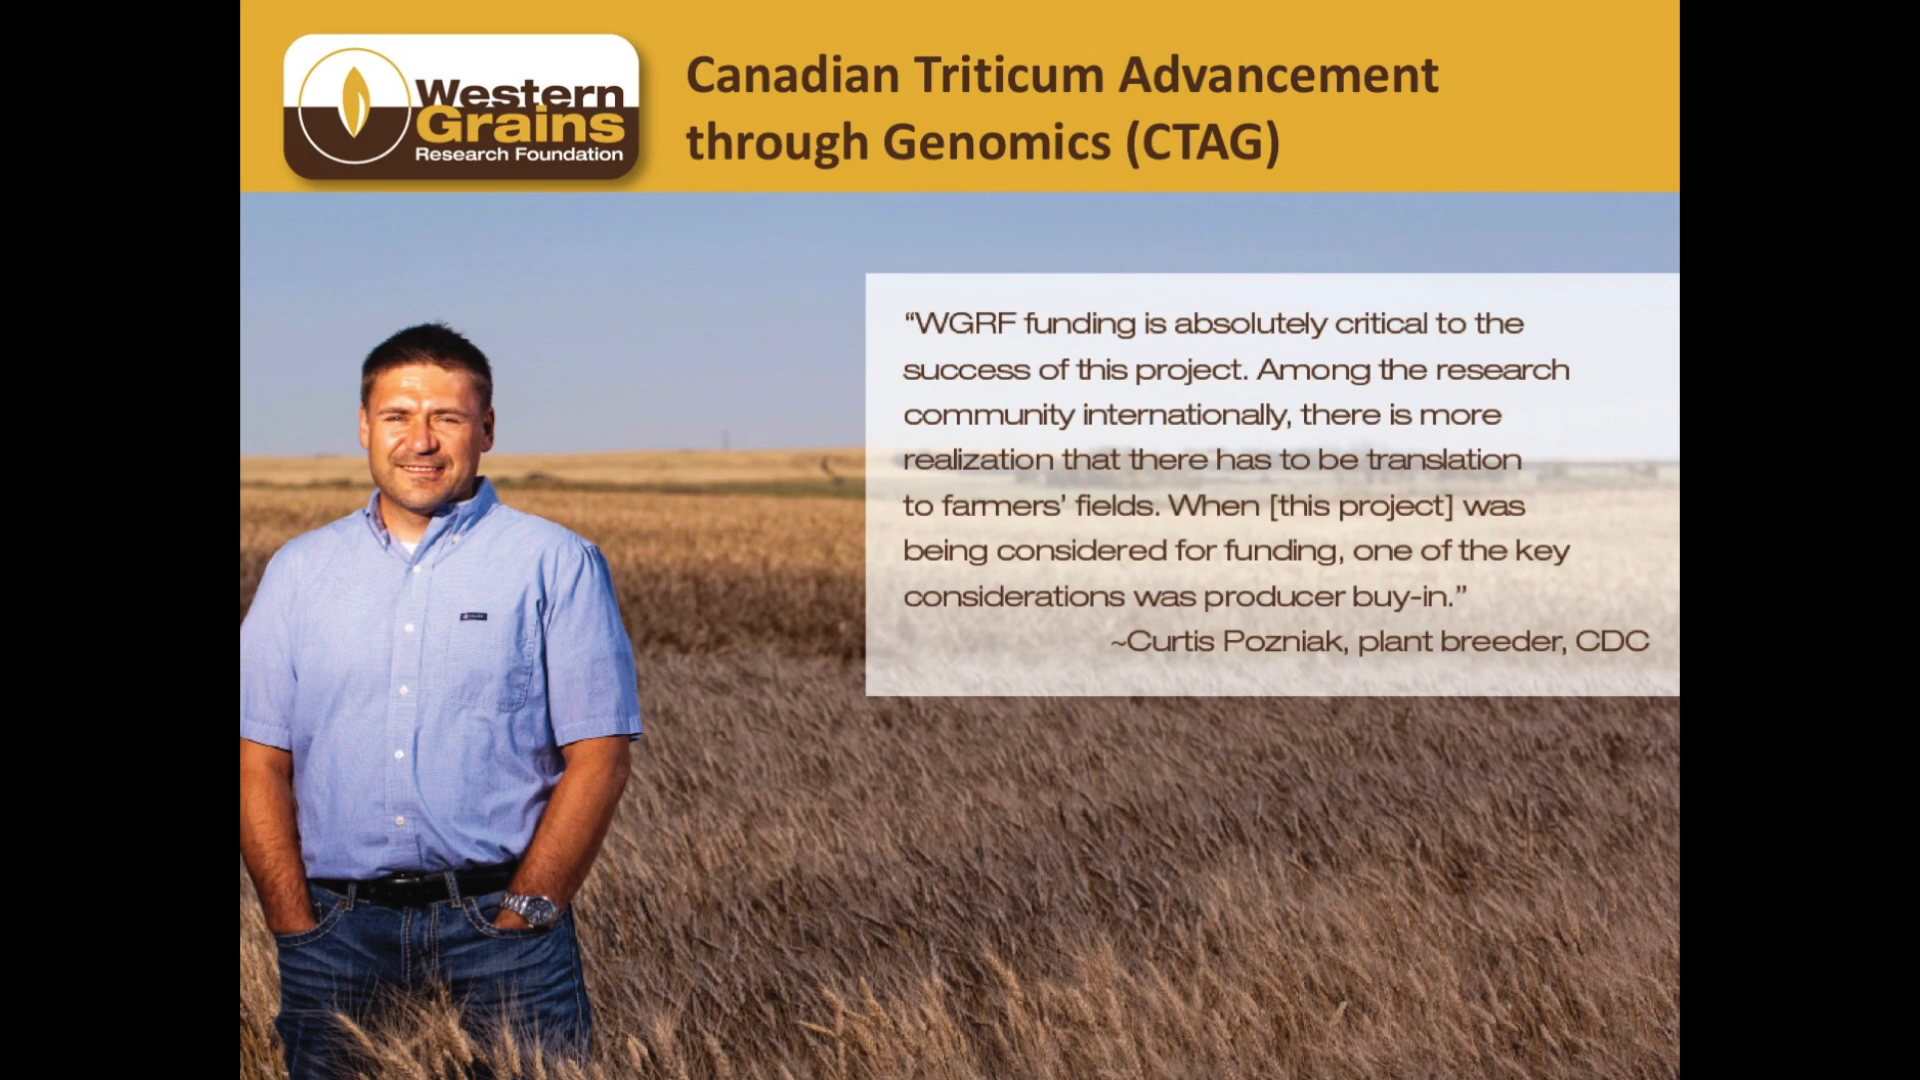 Western
Grains
Research Foundation
Canadian Triticum Advancement
through Genomics (CTAG)
“WGRF funding is absolutely critical to the
success of this project. Among the research
community internationally, there is more
realization that there has to be translation
to farmers’ fields. When [this project] was
being considered for funding, one of the key
considerations was producer buy-in.”
~Curtis Pozniak, plant breeder, CDC